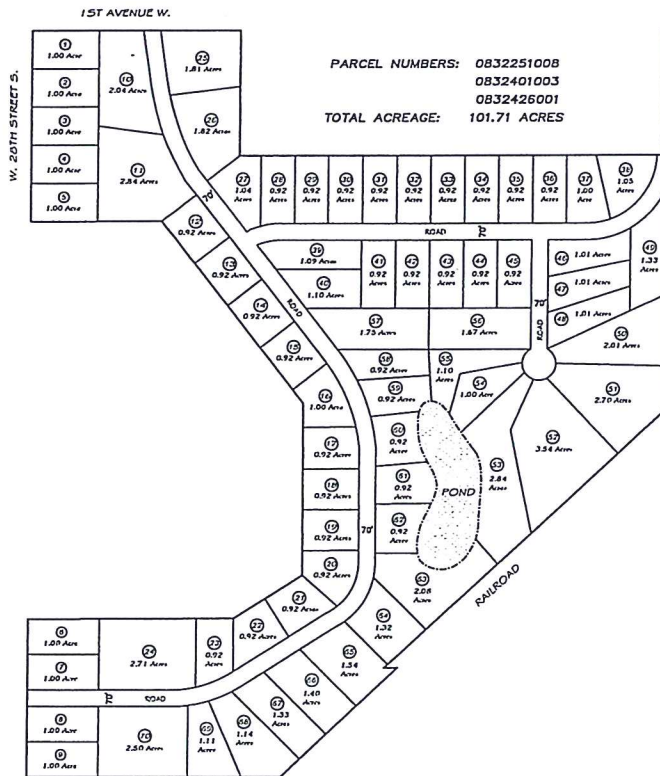 1ST AVENUE W.
W. 28TH STREET S.
PARCEL NUMBERS: 0832251008
0832401003
0832426001
TOTAL ACREAGE: 101.71 ACRES
1
1.00 Acre
2
1.00 Acre
3
1.00 Acre
4
1.00 Acre
5
1.00 Acre
10
2.04 Acres
11
2.84 Acres
25
1.81 Acres
26
1.82 Acres
27
1.04
Acres
28
0.92
Acres
29
0.92
Acres
30
0.92
Acres
31
0.92
Acres
32
0.92
Acres
33
0.92
Acres
34
0.92
Acres
35
0.92
Acres
36
0.92
Acres
37
1.00
Acre
38
1.03
Acres
70'
ROAD
70'
12
0.92
Acres
13
0.92
Acres
14
0.92
Acres
15
0.92
Acres
16
1.00
Acre
ROAD
39
1.09 Acres
40
1.10 Acres
41
0.92
Acres
42
0.92
Acres
43
0.92
Acres
44
0.92
Acres
45
0.92
Acres
46
1.01 Acres
47
1.01 Acres
48
1.01 Acres
49
1.33
Acres
50
2.01 Acres
70'
ROAD
57
1.75 Acres
56
1.67 Acres
58
0.92 Acres
55
1.10
Acres
59
0.92 Acres
54
1.00 Acre
51
2.70 Acres
52
3.54 Acres
53
2.84
Acres
60
0.92
Acres
61
0.92
Acres
62
0.92
Acres
POND
17
0.92
Acres
18
0.92
Acres
19
0.92 Acres
20
0.92 Acres
70'
63
2.08
Acres
RAILROAD
21
0.92 Acres
22
0.92 Acres
23
0.92
Acres
24
2.71 Acres
6
1.00 Acre
7
1.00 Acre
70'
ROAD
8
1.00 Acre
9
1.00 Acre
64
1.32
Acres
65
1.34
Acres
66
1.40
Acres
67
1.33
Acres
68
1.14
Acres
69
1.11
Acres
70
2.50 Acres